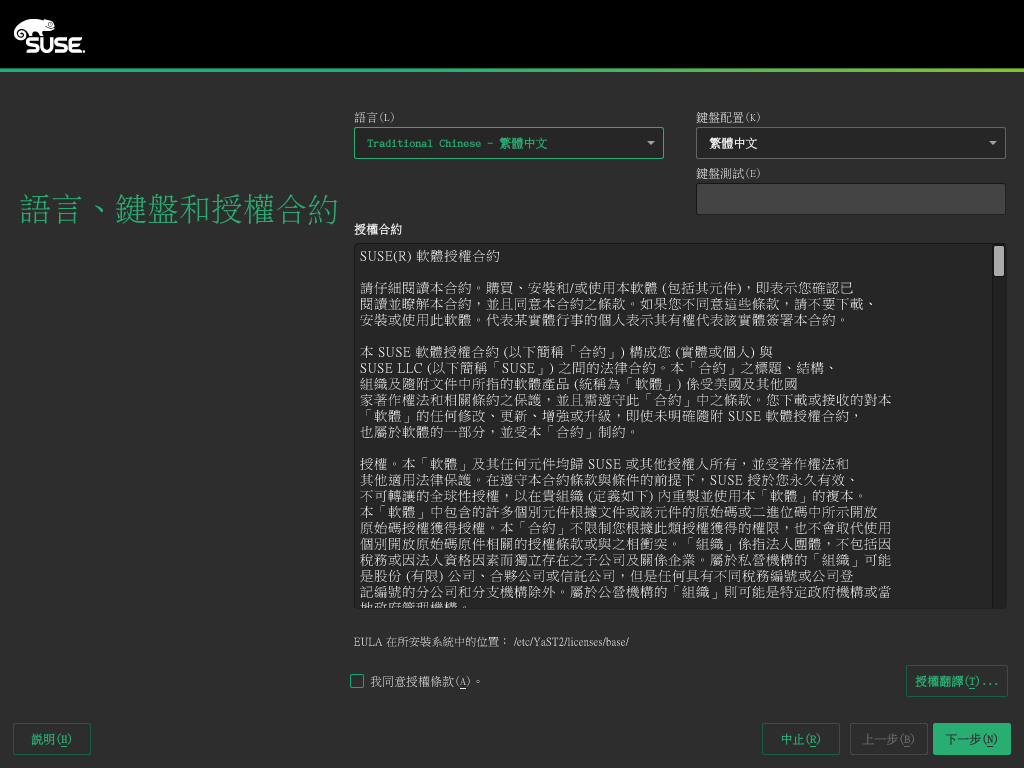 SUSE
語言(L)
鍵盤配置(K)
Traditional Chinese - 繁體中文
繁體中文
鍵盤測試(E)
語言、鍵盤和授權合約
授權合約
SUSE(R) 軟體授權合約
請仔細閱讀本合約。購買、安裝和/或使用本軟體 (包括其元件)，即表示您確認已
閱讀並瞭解本合約，並且同意本合約之條款。如果您不同意這些條款，請不要下載、
安裝或使用此軟體。代表某實體行事的個人表示其有權代表該實體簽署本合約。
本 SUSE 軟體授權合約 (以下簡稱「合約」) 構成您 (實體或個人) 與
SUSE LLC (以下簡稱「SUSE」) 之間的法律合約。本「合約」之標題、結構、
組織及隨附文件中所指的軟體產品 (統稱為「軟體」) 係受美國及其他國
家著作權法和相關條約之保護，並且需遵守此「合約」中之條款。您下載或接收的對本
「軟體」的任何修改、更新、增強或升級，即使未明確隨附 SUSE 軟體授權合約，
也屬於軟體的一部分，並受本「合約」制約。
授權。本「軟體」及其任何元件均歸 SUSE 或其他授權人所有，並受著作權法和
其他適用法律保護。在遵守本合約條款與條件的前提下，SUSE 授於您永久有效、
不可轉讓的全球性授權，以在貴組織 (定義如下) 內重製並使用本「軟體」的複本。
本「軟體」中包含的許多個別元件根據文件或該元件的原始碼或二進位碼中所示開放
原始碼授權獲得授權。本「合約」不限制您根據此類授權獲得的權限，也不會取代使用
個別開放原始碼原件相關的授權條款或與之相衝突。「組織」係指法人團體，不包括因
稅務或因法人資格因素而獨立存在之子公司及關係企業。屬於私營機構的「組織」可能
是股份 (有限) 公司、合夥公司或信託公司，但是任何具有不同稅務編號或公司登
記編號的分公司和分支機構除外。屬於公營機構的「組織」則可能是特定政府機構或當
地政府管理機構。
EULA 在所安裝系統中的位置： /etc/YaST2/licenses/base/
我同意授權條款(A)。
授權翻譯(T)...
說明(H)
中止(R)
上一步(B)
下一步(N)